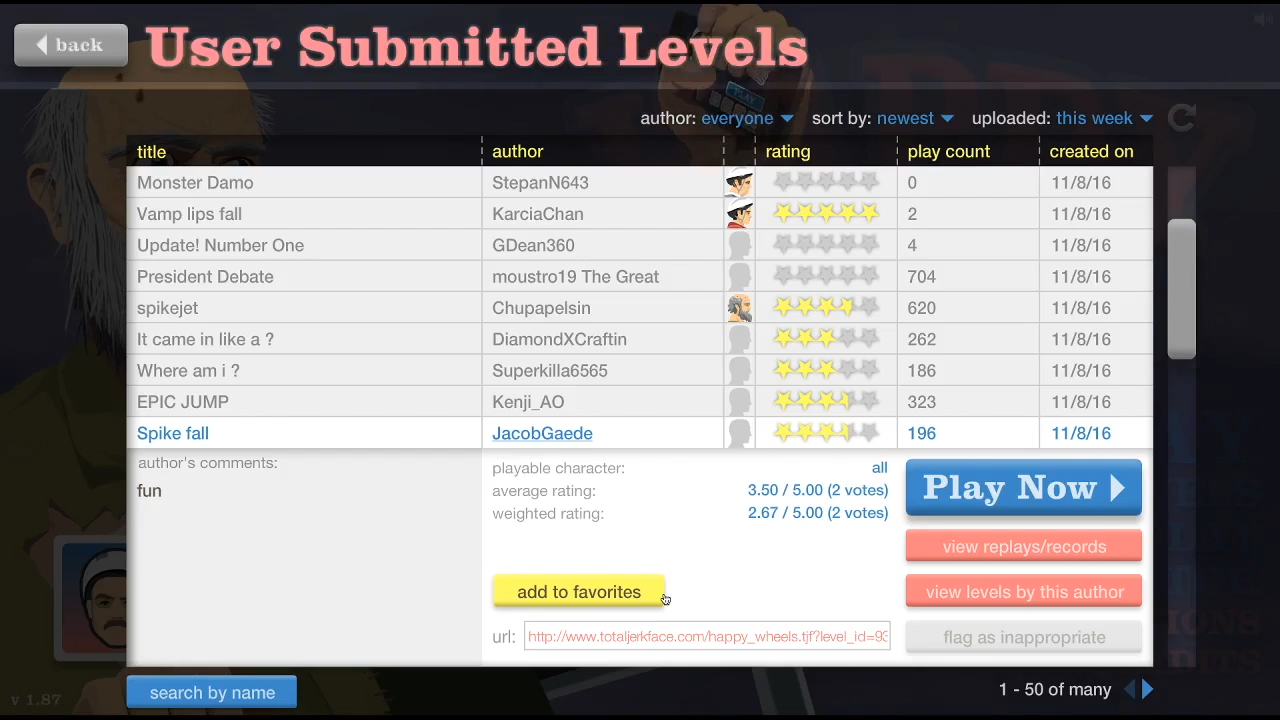 back
User Submitted Levels
author: everyone sort by: newest uploaded: this week
title author rating play count created on
Monster Damo StepanN643 0 11/8/16
Vamp lips fall KarciaChan 2 11/8/16
Update! Number One GDean360 4 11/8/16
President Debate moustro19 The Great 704 11/8/16
spikejet Chupapelsin 620 11/8/16
It came in like a ? DiamondXCraftin 262 11/8/16
Where am i ? Superkilla6565 186 11/8/16
EPIC JUMP Kenji_AO 323 11/8/16
Spike fall JacobGaede 196 11/8/16
author's comments:
fun
playable character: all
average rating: 3.50 / 5.00 (2 votes)
weighted rating: 2.67 / 5.00 (2 votes)
Play Now
view replays/records
add to favorites
view levels by this author
url: http://www.totaljerkface.com/happy_wheels.tjf?level_id=93
flag as inappropriate
v 1.87
search by name
1 - 50 of many
PLAY